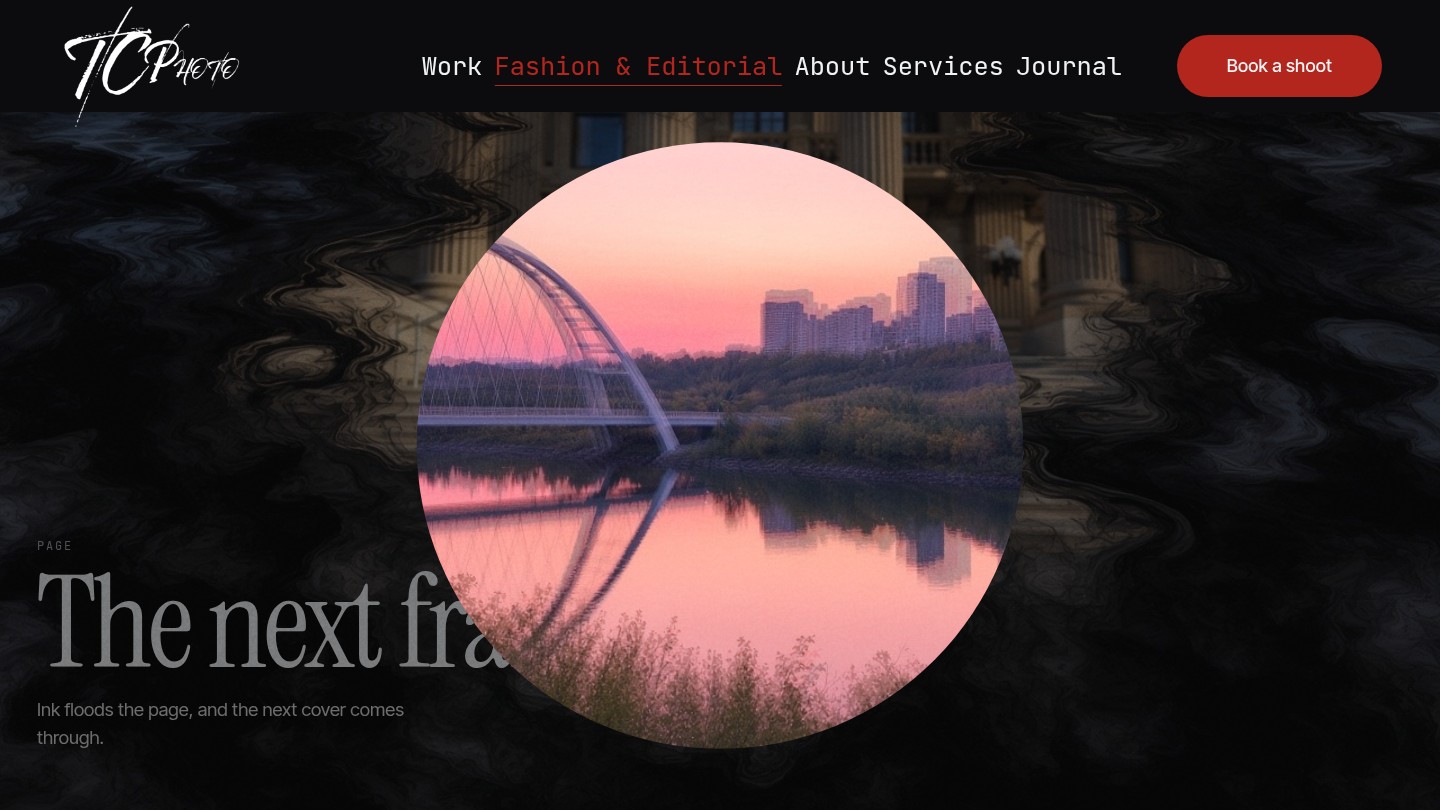 TCPHOTO
Work Fashion & Editorial About Services Journal
Book a shoot
PAGE
The next fra
Ink floods the page, and the next cover comes
through.